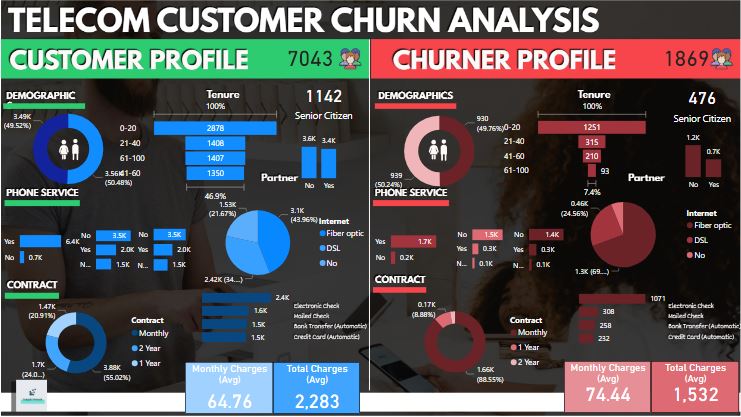 TELECOM CUSTOMER CHURN ANALYSIS
CUSTOMER PROFILE
7043
CHURNER PROFILE
1869
DEMOGRAPHIC
3.49K
(49.52%)
3.56K
(50.48%)
Tenure
100%
0-20
2878
21-40
1408
61-100
1407
41-60
1350
46.9%
1142
Senior Citizen
3.6K
3.4K
No
Yes
Partner
PHONE SERVICE
Yes
6.4K
No
0.7K
No
3.5K
Yes
2.0K
N...
1.5K
No
3.5K
Yes
2.0K
N...
1.5K
1.53K
(21.67%)
3.1K
(43.96%)
2.42K (34....)
Internet
Fiber optic
DSL
No
CONTRACT
1.47K
(20.91%)
1.7K
(24.0...)
3.88K
(55.02%)
Contract
Monthly
2 Year
1 Year
2.4K
1.6K
1.5K
1.5K
Electronic Check
Mailed Check
Bank Transfer (Automatic)
Credit Card (Automatic)
Monthly Charges
(Avg)
64.76
Total Charges
(Avg)
2,283
DEMOGRAPHICS
930
(49.76%)
939
(50.24%)
Tenure
100%
0-20
1251
21-40
315
41-60
210
61-100
93
7.4%
476
Senior Citizen
1.2K
0.7K
No
Yes
Partner
PHONE SERVICE
Yes
1.7K
No
0.2K
No
1.5K
Yes
0.3K
N...
0.1K
No
1.4K
Yes
0.3K
N...
0.1K
0.46K
(24.56%)
1.3K (69....)
Internet
Fiber optic
DSL
No
CONTRACT
0.17K
(8.88%)
1.66K
(88.55%)
Contract
Monthly
1 Year
2 Year
1071
308
258
232
Electronic Check
Mailed Check
Bank Transfer (Automatic)
Credit Card (Automatic)
Monthly Charges
(Avg)
74.44
Total Charges
(Avg)
1,532